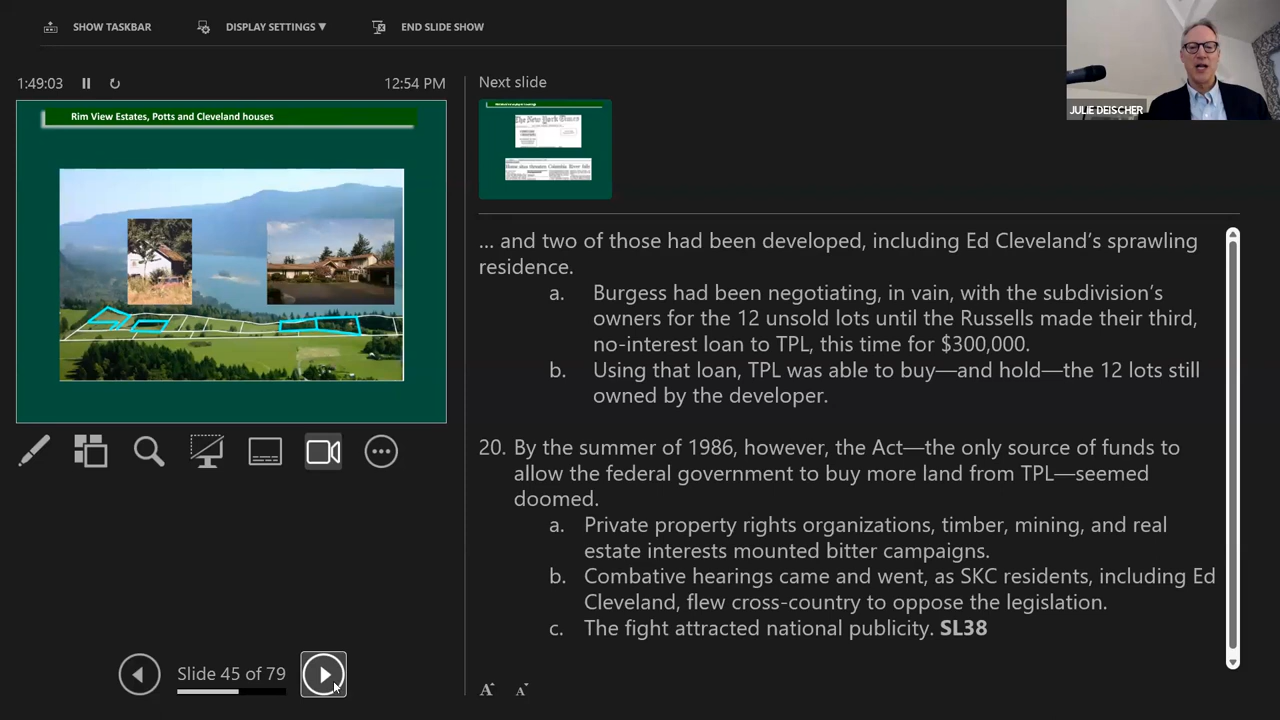 SHOW TASKBAR
DISPLAY SETTINGS ▼
END SLIDE SHOW
JULIE DEISCHER
1:49:03
12:54 PM
Rim View Estates, Potts and Cleveland houses
Slide 45 of 79
Next slide
The New York Times
... and two of those had been developed, including Ed Cleveland’s sprawling
residence.
a. Burgess had been negotiating, in vain, with the subdivision’s
owners for the 12 unsold lots until the Russells made their third,
no-interest loan to TPL, this time for $300,000.
b. Using that loan, TPL was able to buy—and hold—the 12 lots still
owned by the developer.
20. By the summer of 1986, however, the Act—the only source of funds to
allow the federal government to buy more land from TPL—seemed
doomed.
a. Private property rights organizations, timber, mining, and real
estate interests mounted bitter campaigns.
b. Combative hearings came and went, as SKC residents, including Ed
Cleveland, flew cross-country to oppose the legislation.
c. The fight attracted national publicity. SL38
A A